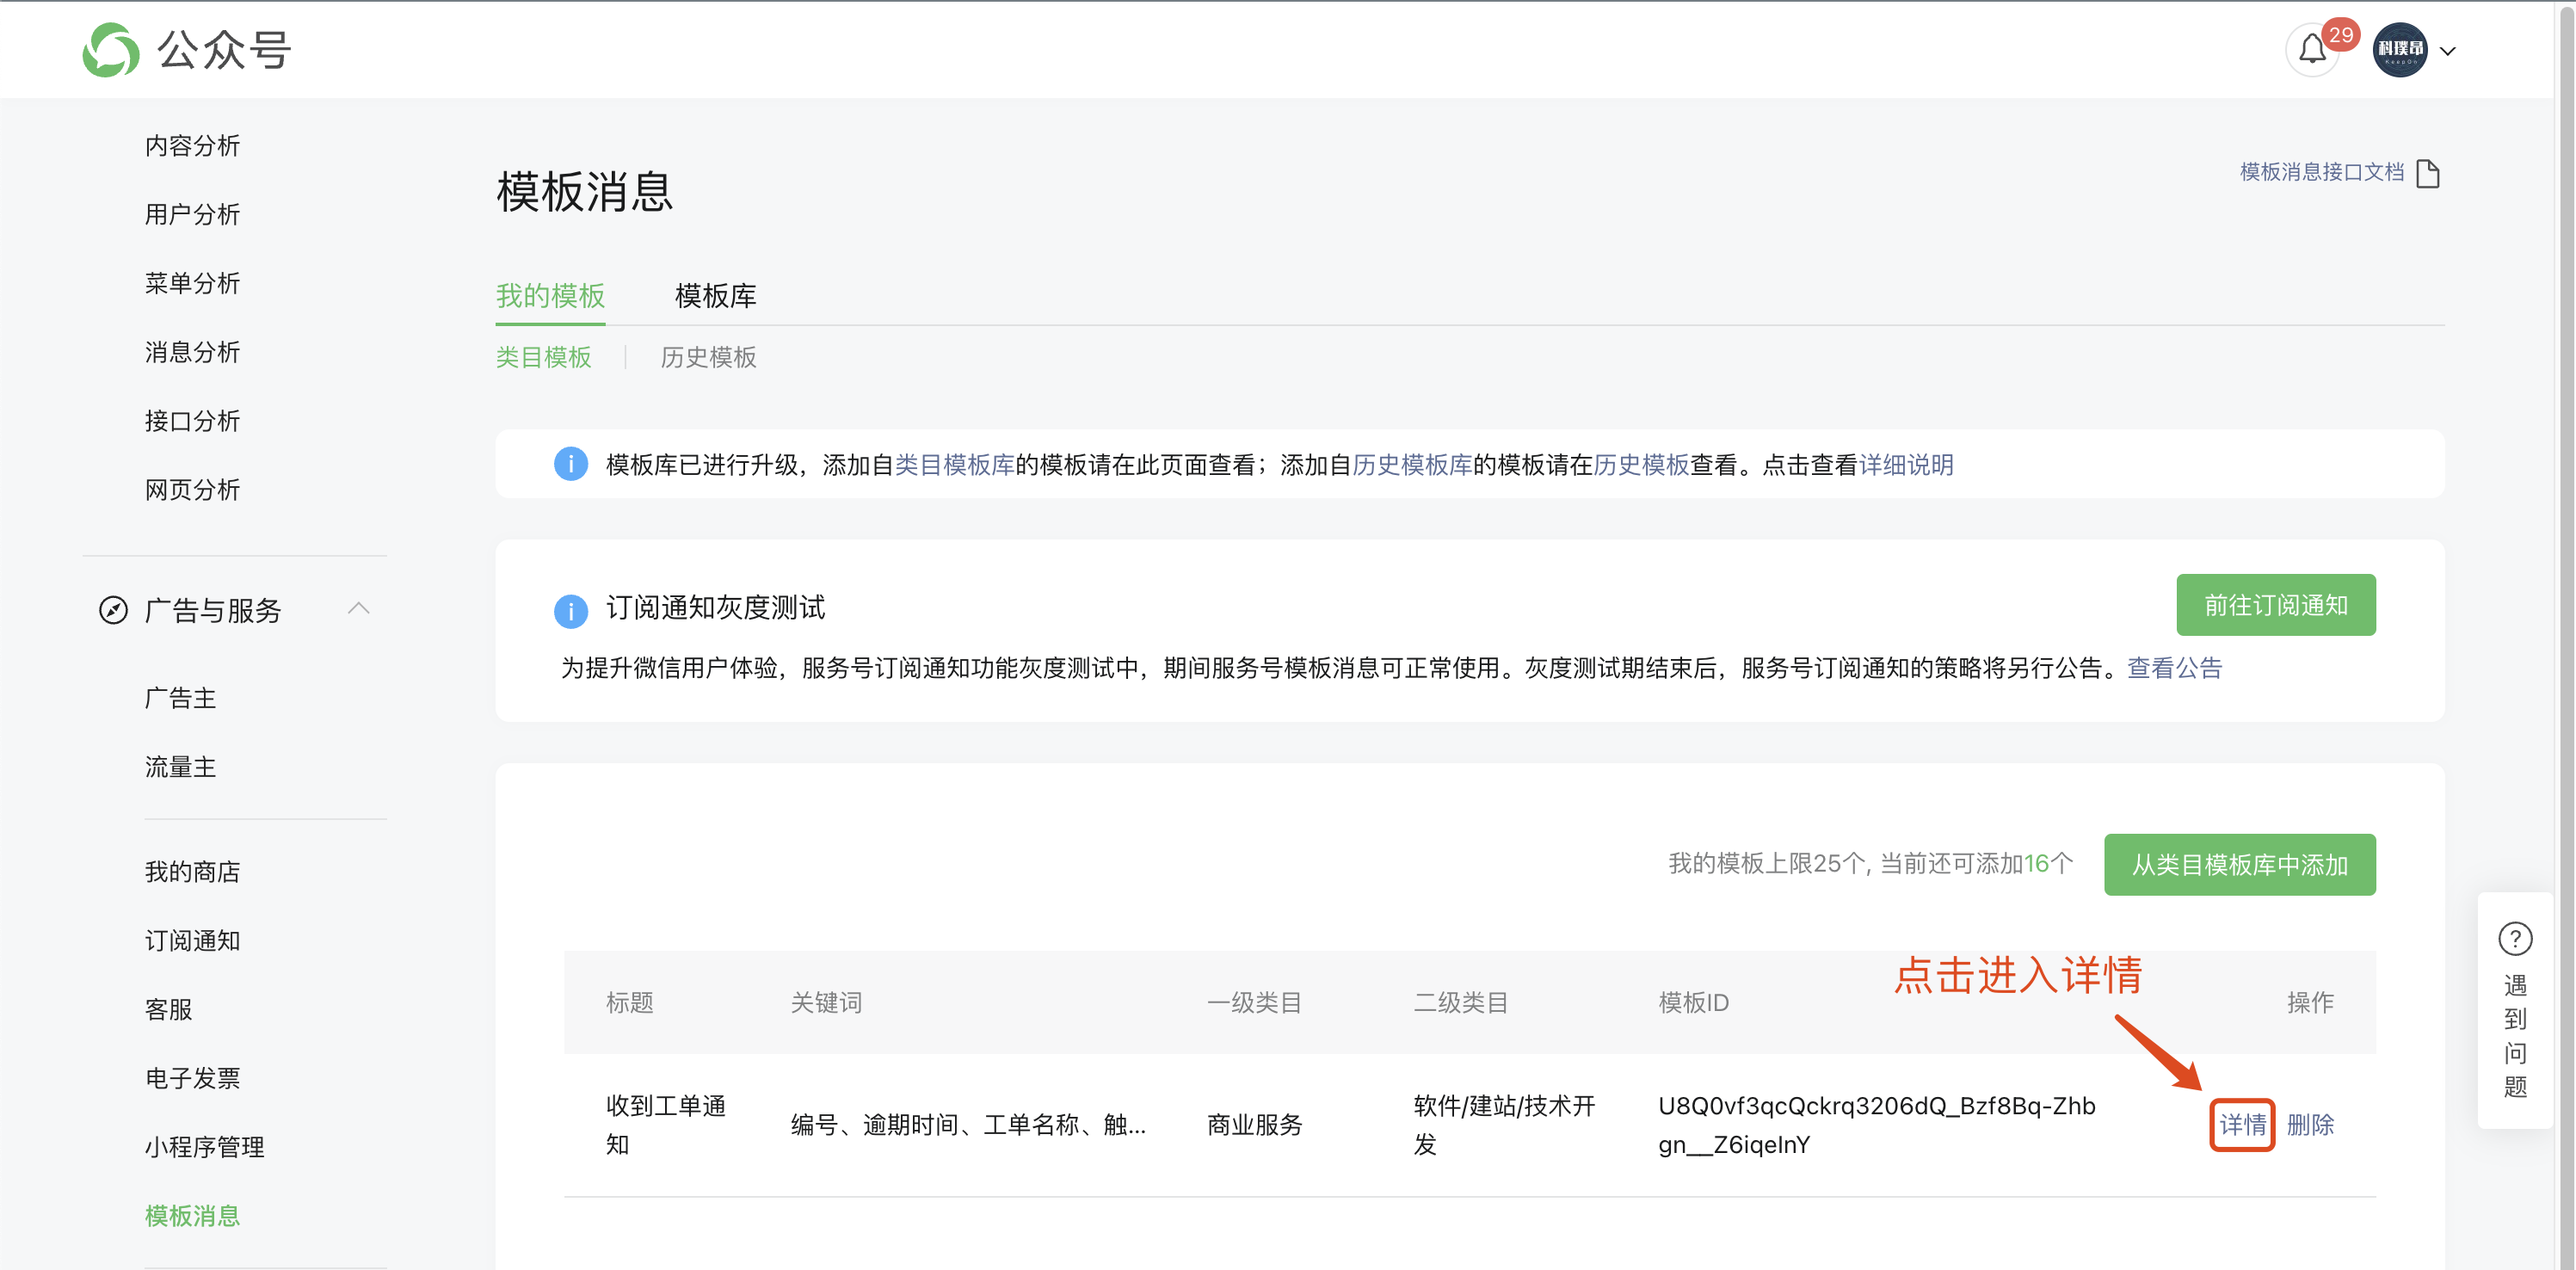 公众号
29
科璞昂
KeepOn
内容分析
用户分析
菜单分析
消息分析
接口分析
网页分析
广告与服务
广告主
流量主
我的商店
订阅通知
客服
电子发票
小程序管理
模板消息
模板消息
模板消息接口文档
我的模板
模板库
类目模板
历史模板
模板库已进行升级，添加自类目模板库的模板请在此页面查看；添加自历史模板库的模板请在历史模板查看。点击查看详细说明
订阅通知灰度测试
前往订阅通知
为提升微信用户体验，服务号订阅通知功能灰度测试中，期间服务号模板消息可正常使用。灰度测试期结束后，服务号订阅通知的策略将另行公告。查看公告
我的模板上限25个, 当前还可添加16个
从类目模板库中添加
点击进入详情
标题 关键词 一级类目 二级类目 模板ID 操作
收到工单通
知
编号、逾期时间、工单名称、触...
商业服务
软件/建站/技术开
发
U8Q0vf3qcQckrq3206dQ_Bzf8Bq-Zhb
gn__Z6iqeInY
详情 删除
遇
到
问
题